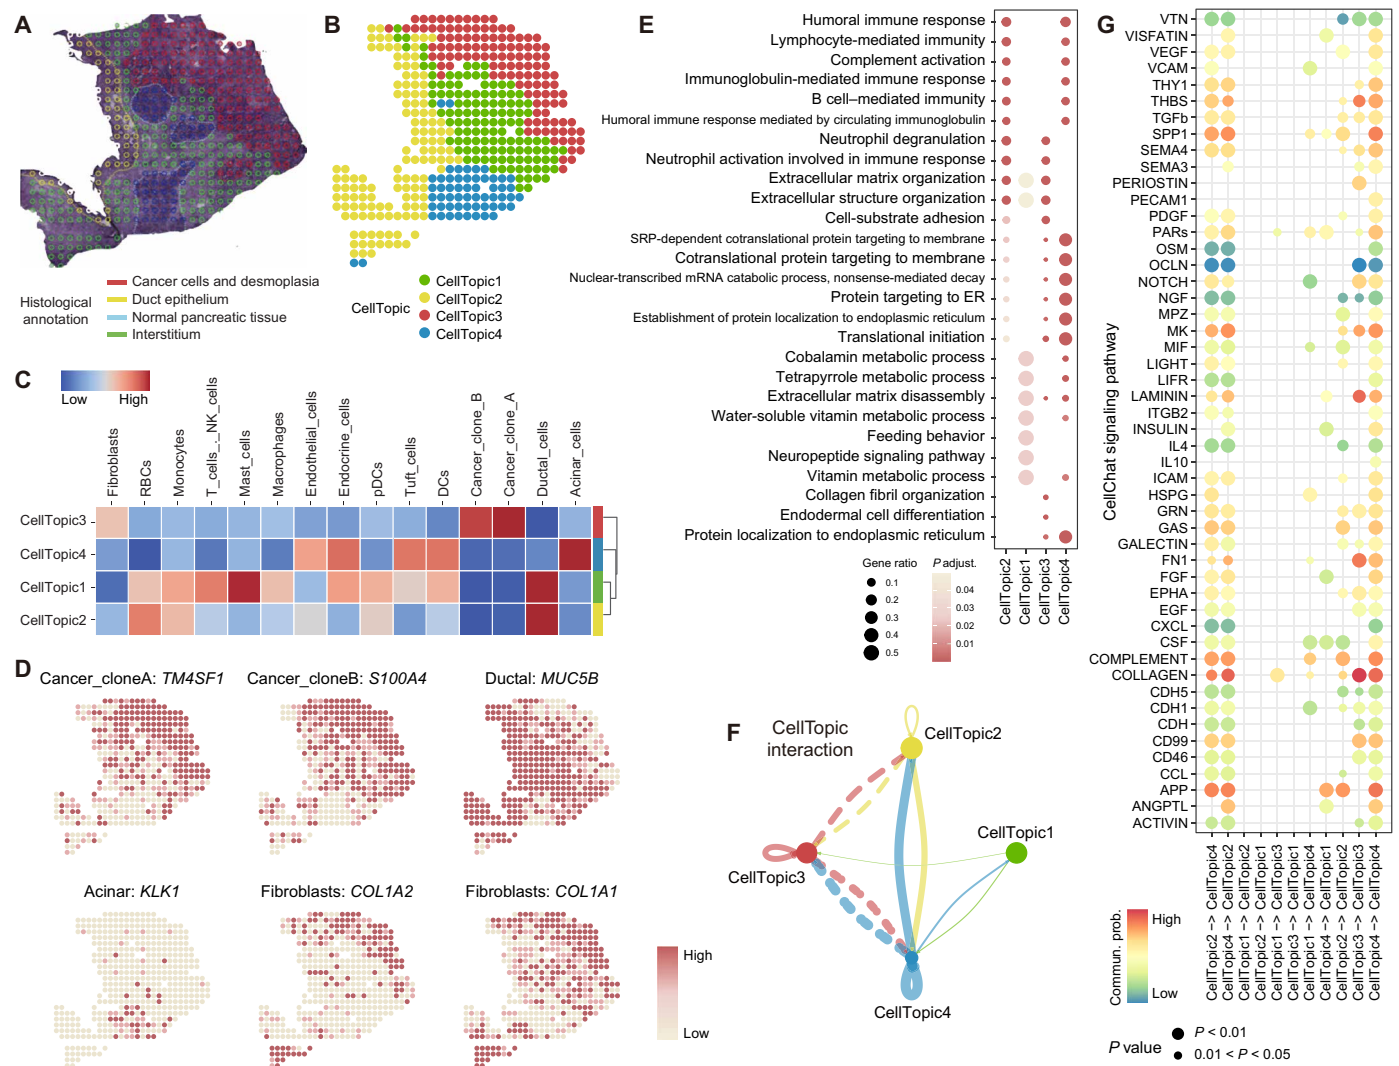 A
B
Histological
annotation
Cancer cells and desmoplasia
Duct epithelium
Normal pancreatic tissue
Interstitium
CellTopic
CellTopic1
CellTopic2
CellTopic3
CellTopic4
C
Low
High
Fibroblasts
RBCs
Monocytes
T_cells_._NK_cells
Mast_cells
Macrophages
Endothelial_cells
Endocrine_cells
pDCs
Tuft_cells
DCs
Cancer_clone_B
Cancer_clone_A
Ductal_cells
Acinar_cells
CellTopic3
CellTopic4
CellTopic1
CellTopic2
D
Cancer_cloneA: TM4SF1
Cancer_cloneB: S100A4
Ductal: MUC5B
Acinar: KLK1
Fibroblasts: COL1A2
Fibroblasts: COL1A1
High
Low
E
Humoral immune response
Lymphocyte-mediated immunity
Complement activation
Immunoglobulin-mediated immune response
B cell–mediated immunity
Humoral immune response mediated by circulating immunoglobulin
Neutrophil degranulation
Neutrophil activation involved in immune response
Extracellular matrix organization
Extracellular structure organization
Cell-substrate adhesion
SRP-dependent cotranslational protein targeting to membrane
Cotranslational protein targeting to membrane
Nuclear-transcribed mRNA catabolic process, nonsense-mediated decay
Protein targeting to ER
Establishment of protein localization to endoplasmic reticulum
Translational initiation
Cobalamin metabolic process
Tetrapyrrole metabolic process
Extracellular matrix disassembly
Water-soluble vitamin metabolic process
Feeding behavior
Neuropeptide signaling pathway
Vitamin metabolic process
Collagen fibril organization
Endodermal cell differentiation
Protein localization to endoplasmic reticulum
CellTopic2
CellTopic1
CellTopic3
CellTopic4
Gene ratio
0.1
0.2
0.3
0.4
0.5
P adjust.
0.04
0.03
0.02
0.01
F
CellTopic
interaction
CellTopic2
CellTopic1
CellTopic3
CellTopic4
G
CellChat signaling pathway
VTN
VISFATIN
VEGF
VCAM
THY1
THBS
TGFb
SPP1
SEMA4
SEMA3
PERIOSTIN
PECAM1
PDGF
PARs
OSM
OCLN
NOTCH
NGF
MPZ
MK
MIF
LIGHT
LIFR
LAMININ
ITGB2
INSULIN
IL4
IL10
ICAM
HSPG
GRN
GAS
GALECTIN
FN1
FGF
EPHA
EGF
CXCL
CSF
COMPLEMENT
COLLAGEN
CDH5
CDH1
CDH
CD99
CD46
CCL
APP
ANGPTL
ACTIVIN
CellTopic2 -> CellTopic4
CellTopic4 -> CellTopic2
CellTopic1 -> CellTopic2
CellTopic2 -> CellTopic1
CellTopic1 -> CellTopic3
CellTopic3 -> CellTopic1
CellTopic1 -> CellTopic4
CellTopic4 -> CellTopic1
CellTopic2 -> CellTopic2
CellTopic3 -> CellTopic3
CellTopic4 -> CellTopic4
Commun. prob.
High
Low
P value
P < 0.01
0.01 < P < 0.05